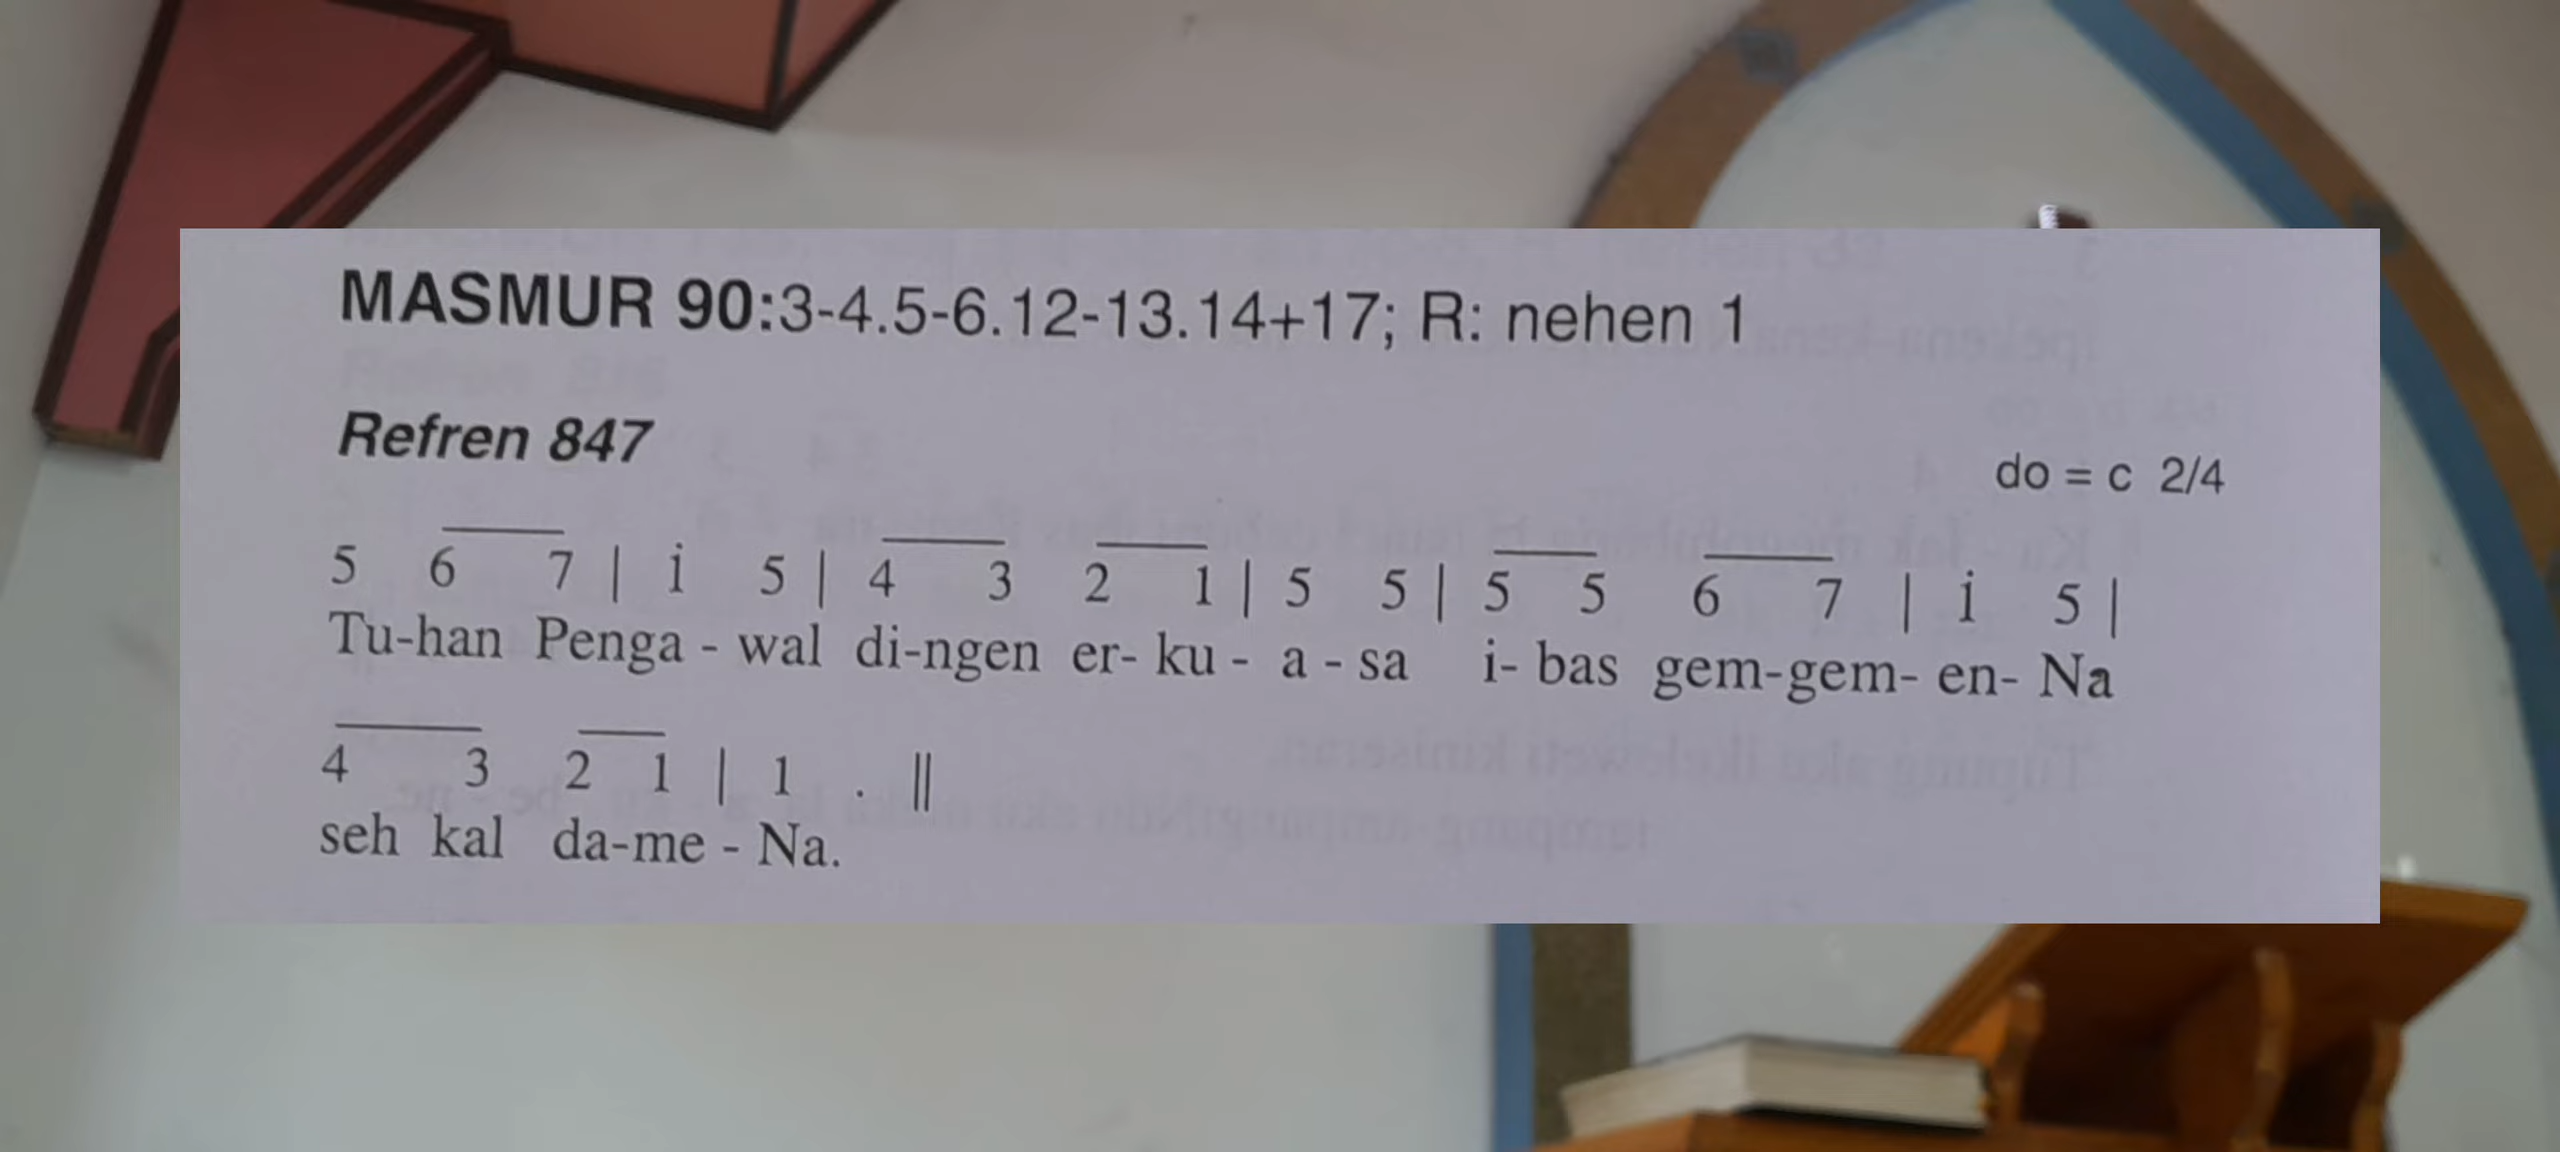 MASMUR 90:3-4.5-6.12-13.14+17; R: nehen 1
Refren 847
do = c 2/4
5 6 7 | i 5 | 4 3 2 1 | 5 5 | 5 5 6 7 | i 5 |
Tu-han Penga - wal di-ngen er- ku - a - sa i- bas gem-gem- en- Na
4 3 2 1 | 1 . ||
seh kal da-me - Na.